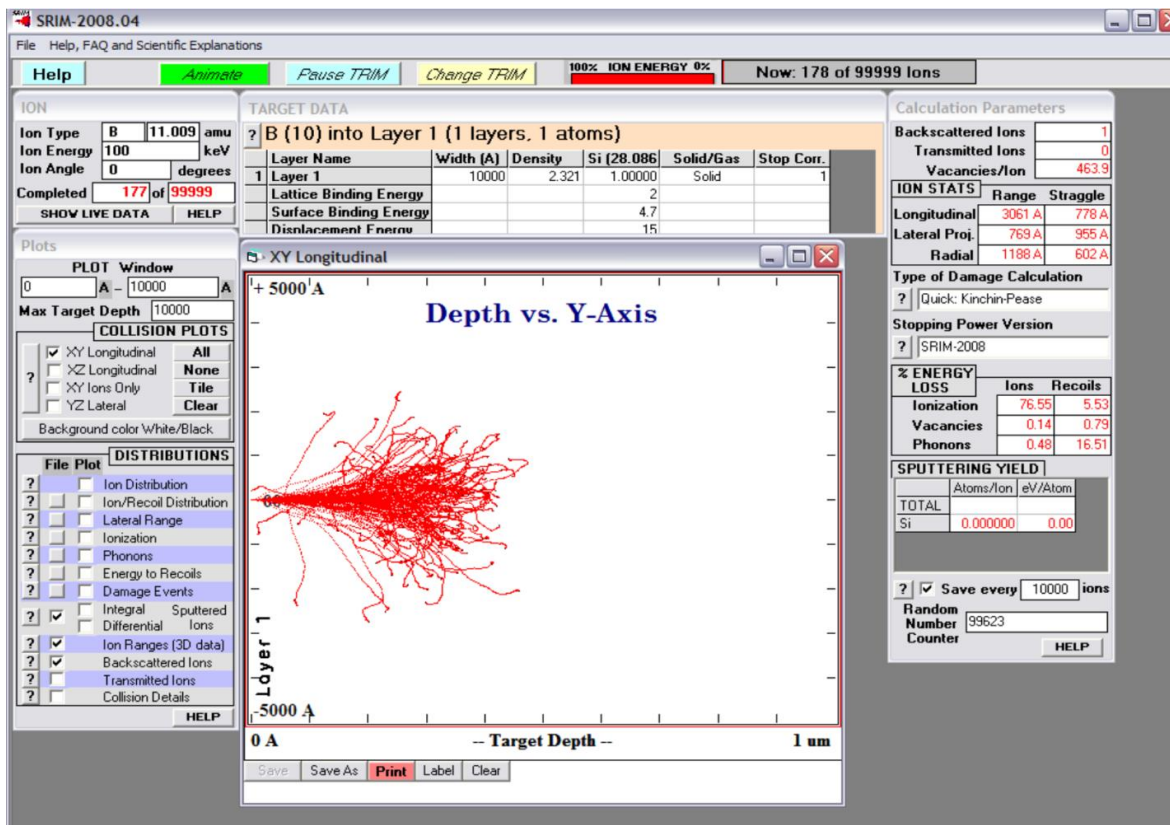 SRIM-2008.04
File Help, FAQ and Scientific Explanations
Help Animate Pause TRIM Change TRIM 100% ION ENERGY 0% Now: 178 of 99999 Ions
ION
Ion Type B 11.009 amu
Ion Energy 100 keV
Ion Angle 0 degrees
Completed 177 of 99999
SHOW LIVE DATA HELP
TARGET DATA
? B (10) into Layer 1 (1 layers, 1 atoms)
Layer Name Width (A) Density Si (28.086 Solid/Gas Stop Corr.
1 Layer 1 10000 2.321 1.00000 Solid 1
Lattice Binding Energy 2
Surface Binding Energy 4.7
Displacement Energy 15
Plots
PLOT Window
0 A - 10000 A
Max Target Depth 10000
COLLISION PLOTS
? XY Longitudinal All
XZ Longitudinal None
XY Ions Only Tile
YZ Lateral Clear
Background color White/Black
DISTRIBUTIONS
File Plot
? Ion Distribution
? Ion/Recoil Distribution
? Lateral Range
? Ionization
? Phonons
? Energy to Recoils
? Damage Events
? Integral Sputtered
Differential Ions
? Ion Ranges (3D data)
? Backscattered Ions
? Transmitted Ions
? Collision Details
HELP
XY Longitudinal
+ 5000 A
Depth vs. Y-Axis
Layer 1
-5000 A
0 A -- Target Depth -- 1 um
Save Save As Print Label Clear
Calculation Parameters
Backscattered Ions 1
Transmitted Ions 0
Vacancies/Ion 463.9
ION STATS Range Straggle
Longitudinal 3061 A 778 A
Lateral Proj. 769 A 955 A
Radial 1188 A 602 A
Type of Damage Calculation
? Quick: Kinchin-Pease
Stopping Power Version
? SRIM-2008
% ENERGY LOSS Ions Recoils
Ionization 76.55 5.53
Vacancies 0.14 0.79
Phonons 0.48 16.51
SPUTTERING YIELD
Atoms/Ion eV/Atom
TOTAL
Si 0.000000 0.00
? Save every 10000 ions
Random
Number 99623
Counter
HELP